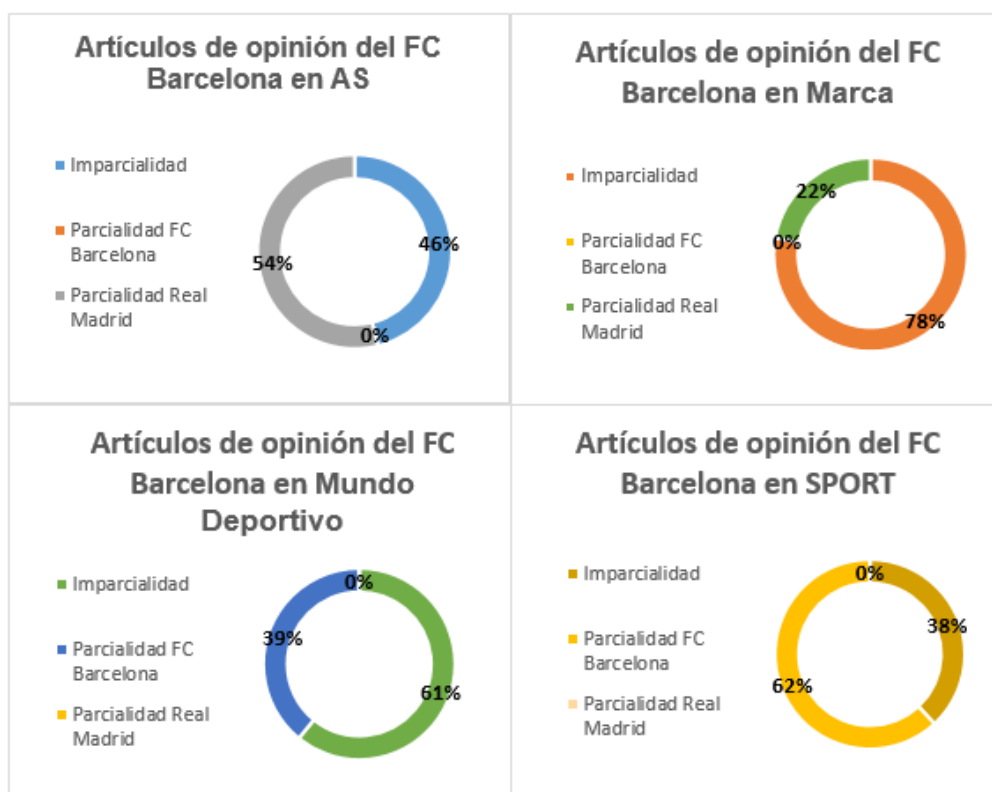 Artículos de opinión del FC
Barcelona en AS
Imparcialidad
Parcialidad FC
Barcelona
Parcialidad Real
Madrid
46%
54%
0%
Artículos de opinión del FC
Barcelona en Marca
Imparcialidad
Parcialidad FC
Barcelona
Parcialidad Real
Madrid
22%
0%
78%
Artículos de opinión del FC
Barcelona en Mundo
Deportivo
Imparcialidad
Parcialidad FC
Barcelona
Parcialidad Real
Madrid
0%
39%
61%
Artículos de opinión del FC
Barcelona en SPORT
Imparcialidad
Parcialidad FC
Barcelona
Parcialidad Real
Madrid
0%
38%
62%